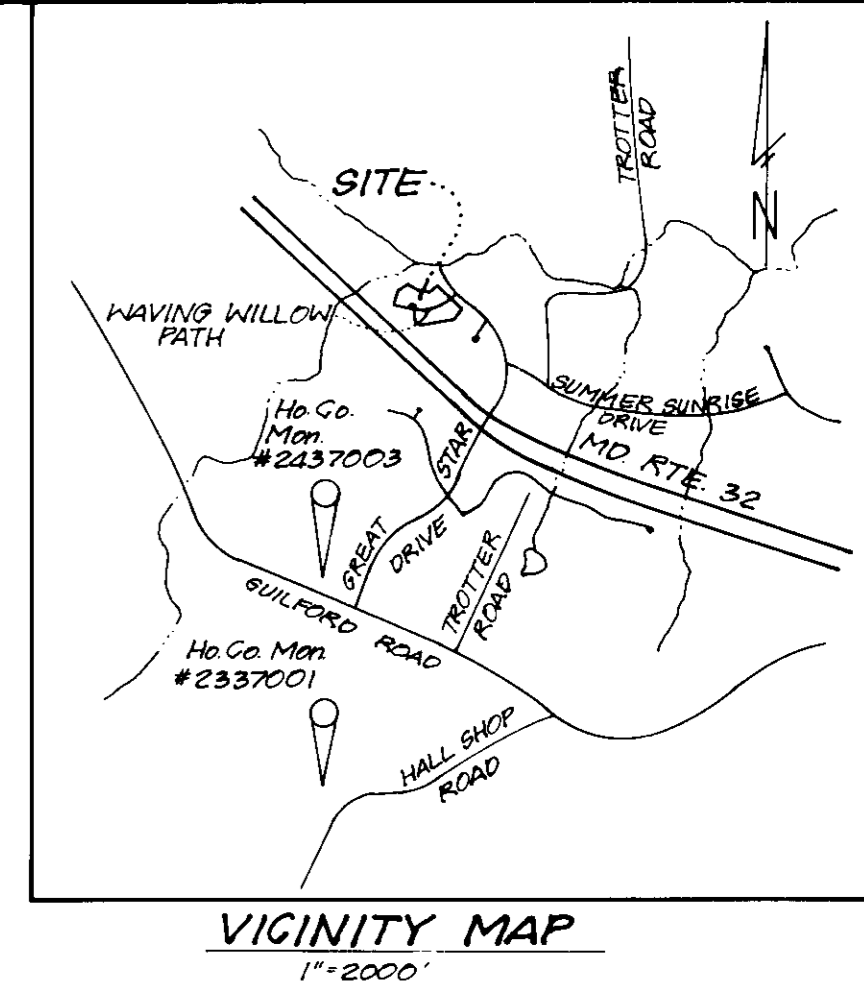 TROTTER
ROAD
SITE
N
WAVING WILLOW
PATH
SUMMER SUNRISE
DRIVE
MD. RTE. 32
Ho. Co.
Mon.
#2437003
GREAT STAR
DRIVE
TROTTER
ROAD
GUILFORD ROAD
Ho. Co. Mon.
#2337001
HALL SHOP
ROAD
VICINITY MAP
1"=2000'